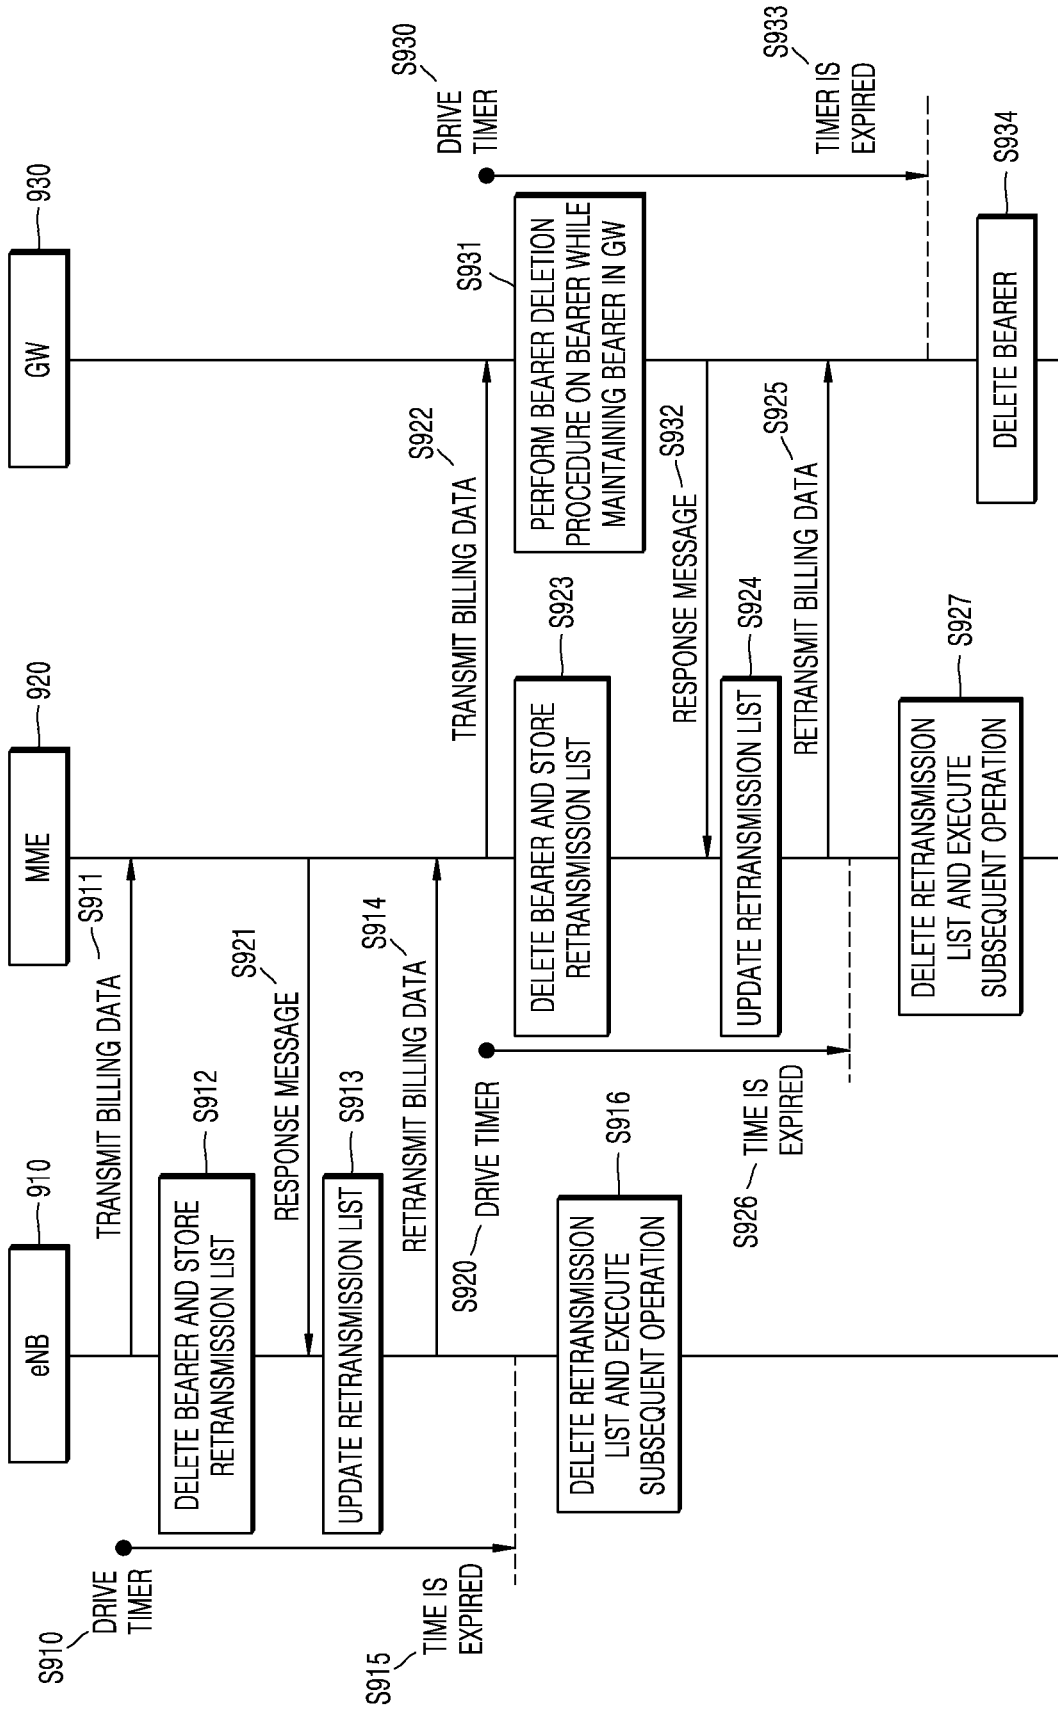 eNB
910
MME
920
GW
930
S910
DRIVE
TIMER
TRANSMIT BILLING DATA
S911
DELETE BEARER AND STORE
RETRANSMISSION LIST
S912
RESPONSE MESSAGE
S921
UPDATE RETRANSMISSION LIST
S913
RETRANSMIT BILLING DATA
S914
S915
TIME IS
EXPIRED
DELETE RETRANSMISSION
LIST AND EXECUTE
SUBSEQUENT OPERATION
S916
S920
DRIVE TIMER
TRANSMIT BILLING DATA
S922
S930
DRIVE
TIMER
DELETE BEARER AND STORE
RETRANSMISSION LIST
S923
PERFORM BEARER DELETION
PROCEDURE ON BEARER WHILE
MAINTAINING BEARER IN GW
S931
RESPONSE MESSAGE
S932
UPDATE RETRANSMISSION LIST
S924
RETRANSMIT BILLING DATA
S925
S926
TIME IS
EXPIRED
DELETE RETRANSMISSION
LIST AND EXECUTE
SUBSEQUENT OPERATION
S927
TIMER IS
EXPIRED
S933
DELETE BEARER
S934